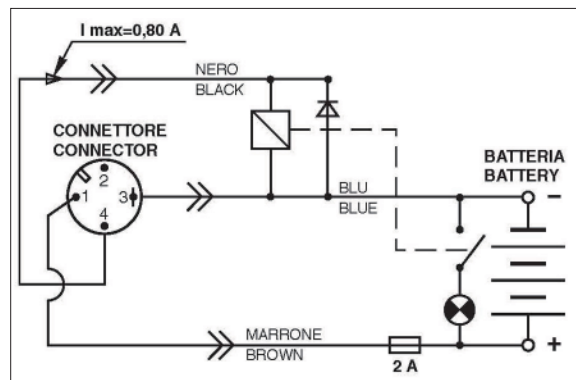 I max=0,80 A
NERO
BLACK
CONNETTORE
CONNECTOR
2
1
3
4
BATTERIA
BATTERY
BLU
BLUE
−
MARRONE
BROWN
2 A
+